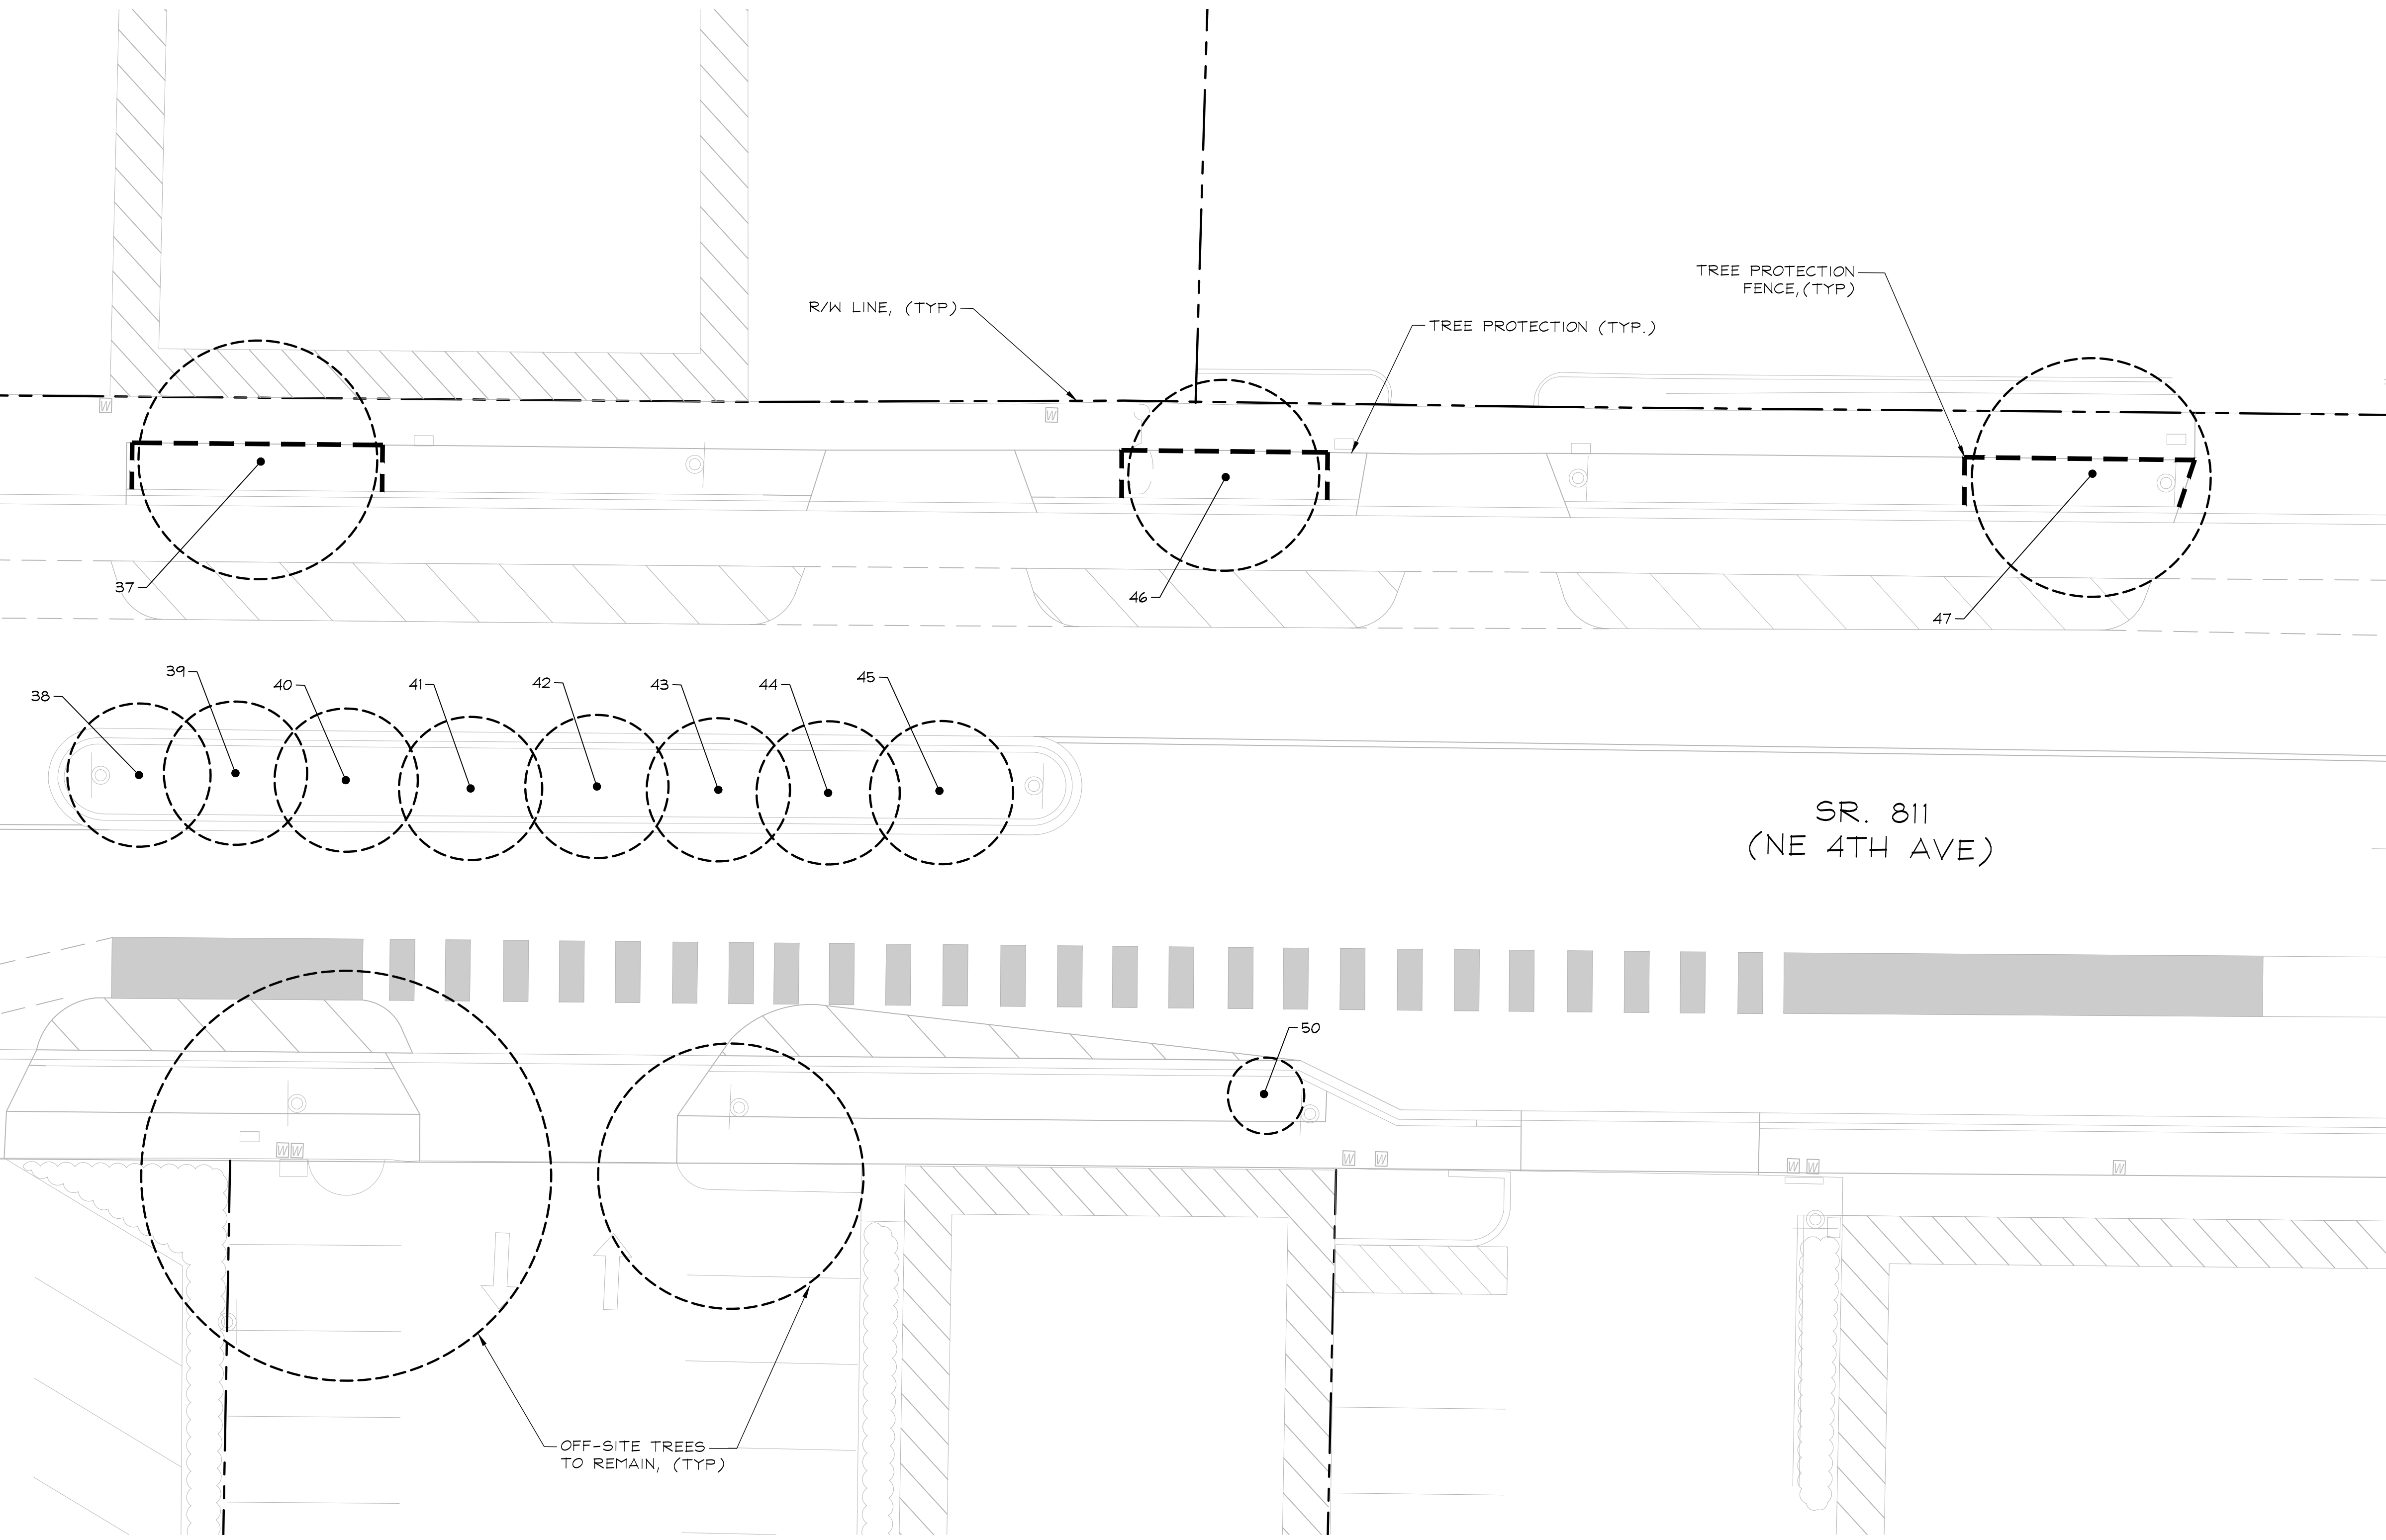 TREE PROTECTION
FENCE,(TYP)
R/W LINE, (TYP)
TREE PROTECTION (TYP.)
W
W
37
46
47
38
39
40
41
42
43
44
45
SR. 811
(NE 4TH AVE)
50
W W
W W
W W
W
OFF-SITE TREES
TO REMAIN, (TYP)